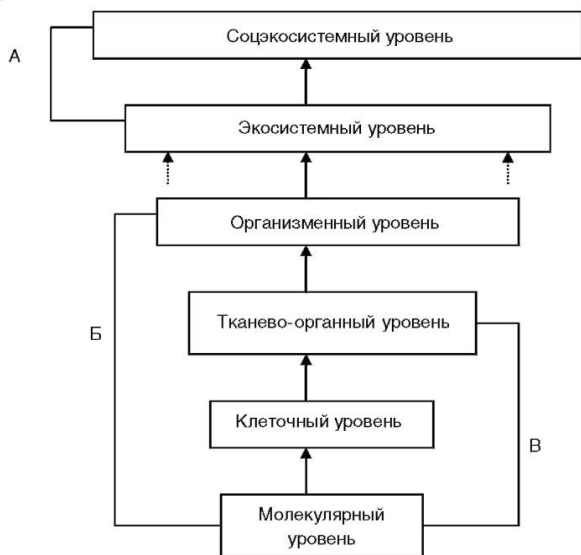 Соцэкосистемный уровень
А
Экосистемный уровень
Организменный уровень
Тканево-органный уровень
Б
Клеточный уровень
В
Молекулярный
уровень